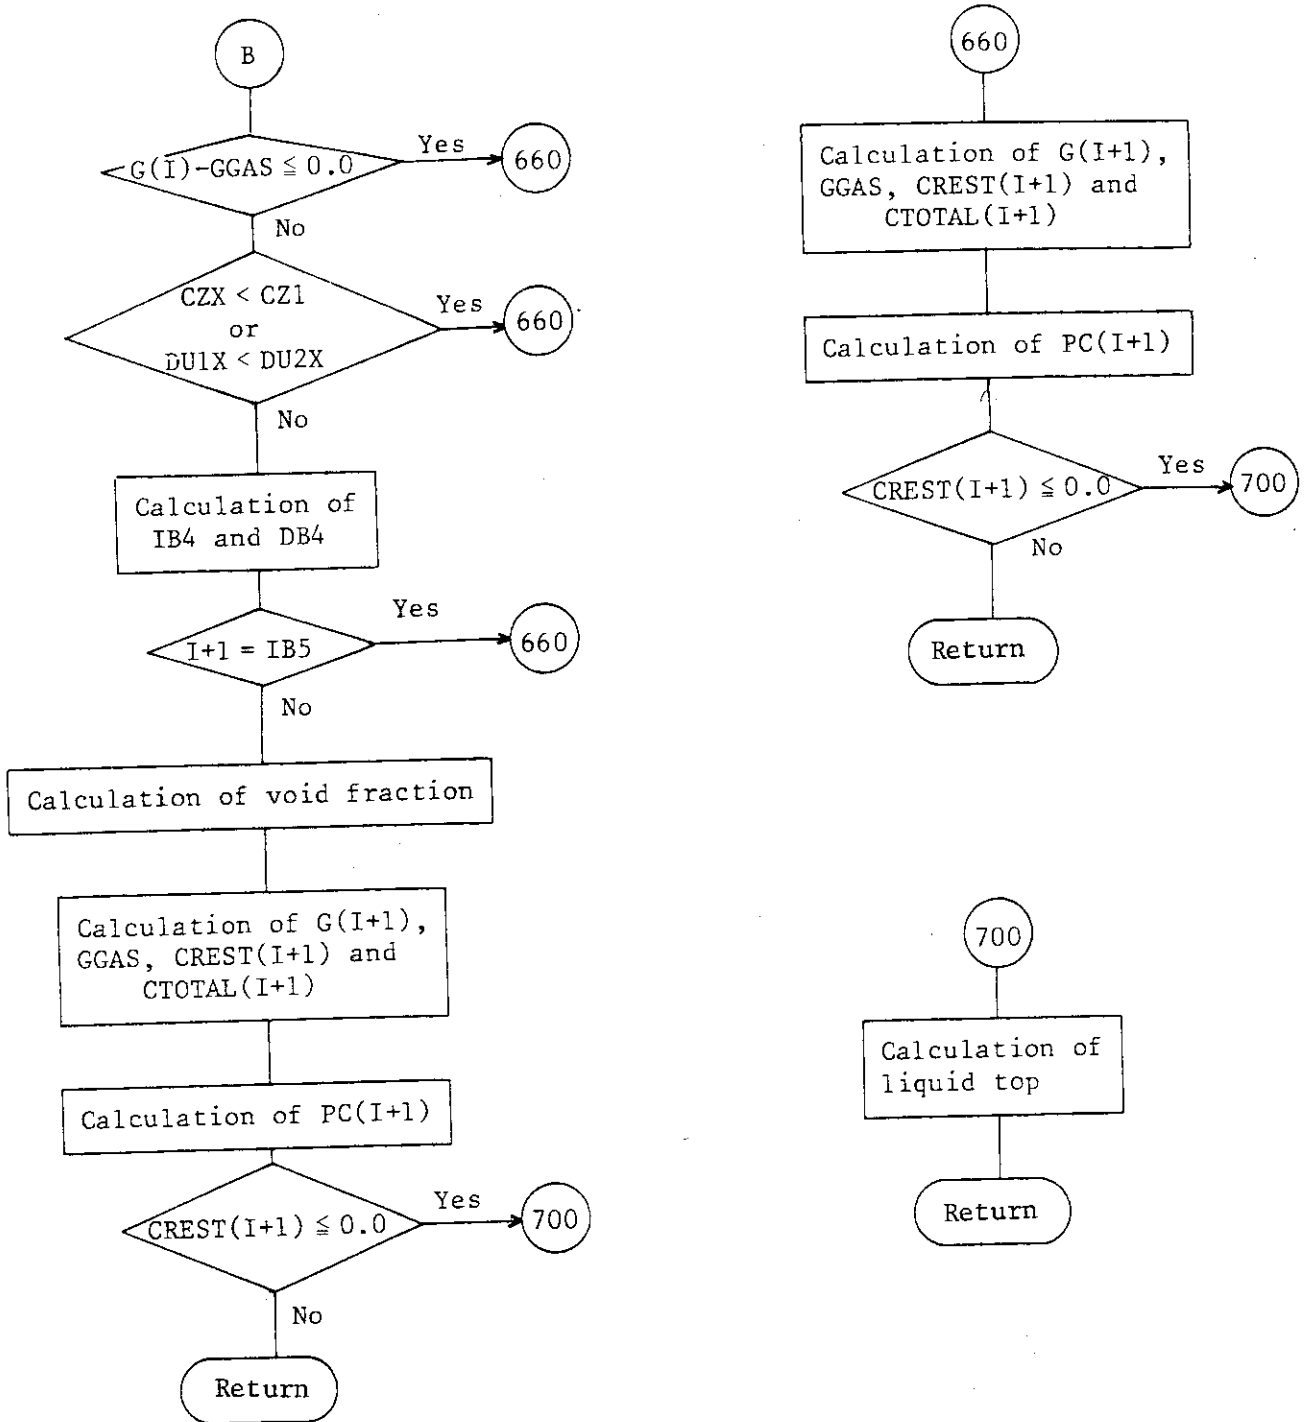 B
G(I)-GGAS ≦ 0.0
Yes
660
No
CZX < CZ1
or
DU1X < DU2X
Yes
660
No
Calculation of
IB4 and DB4
I+1 = IB5
Yes
660
No
Calculation of void fraction
Calculation of G(I+1),
GGAS, CREST(I+1) and
CTOTAL(I+1)
Calculation of PC(I+1)
CREST(I+1) ≦ 0.0
Yes
700
No
Return
660
Calculation of G(I+1),
GGAS, CREST(I+1) and
CTOTAL(I+1)
Calculation of PC(I+1)
CREST(I+1) ≦ 0.0
Yes
700
No
Return
700
Calculation of
liquid top
Return